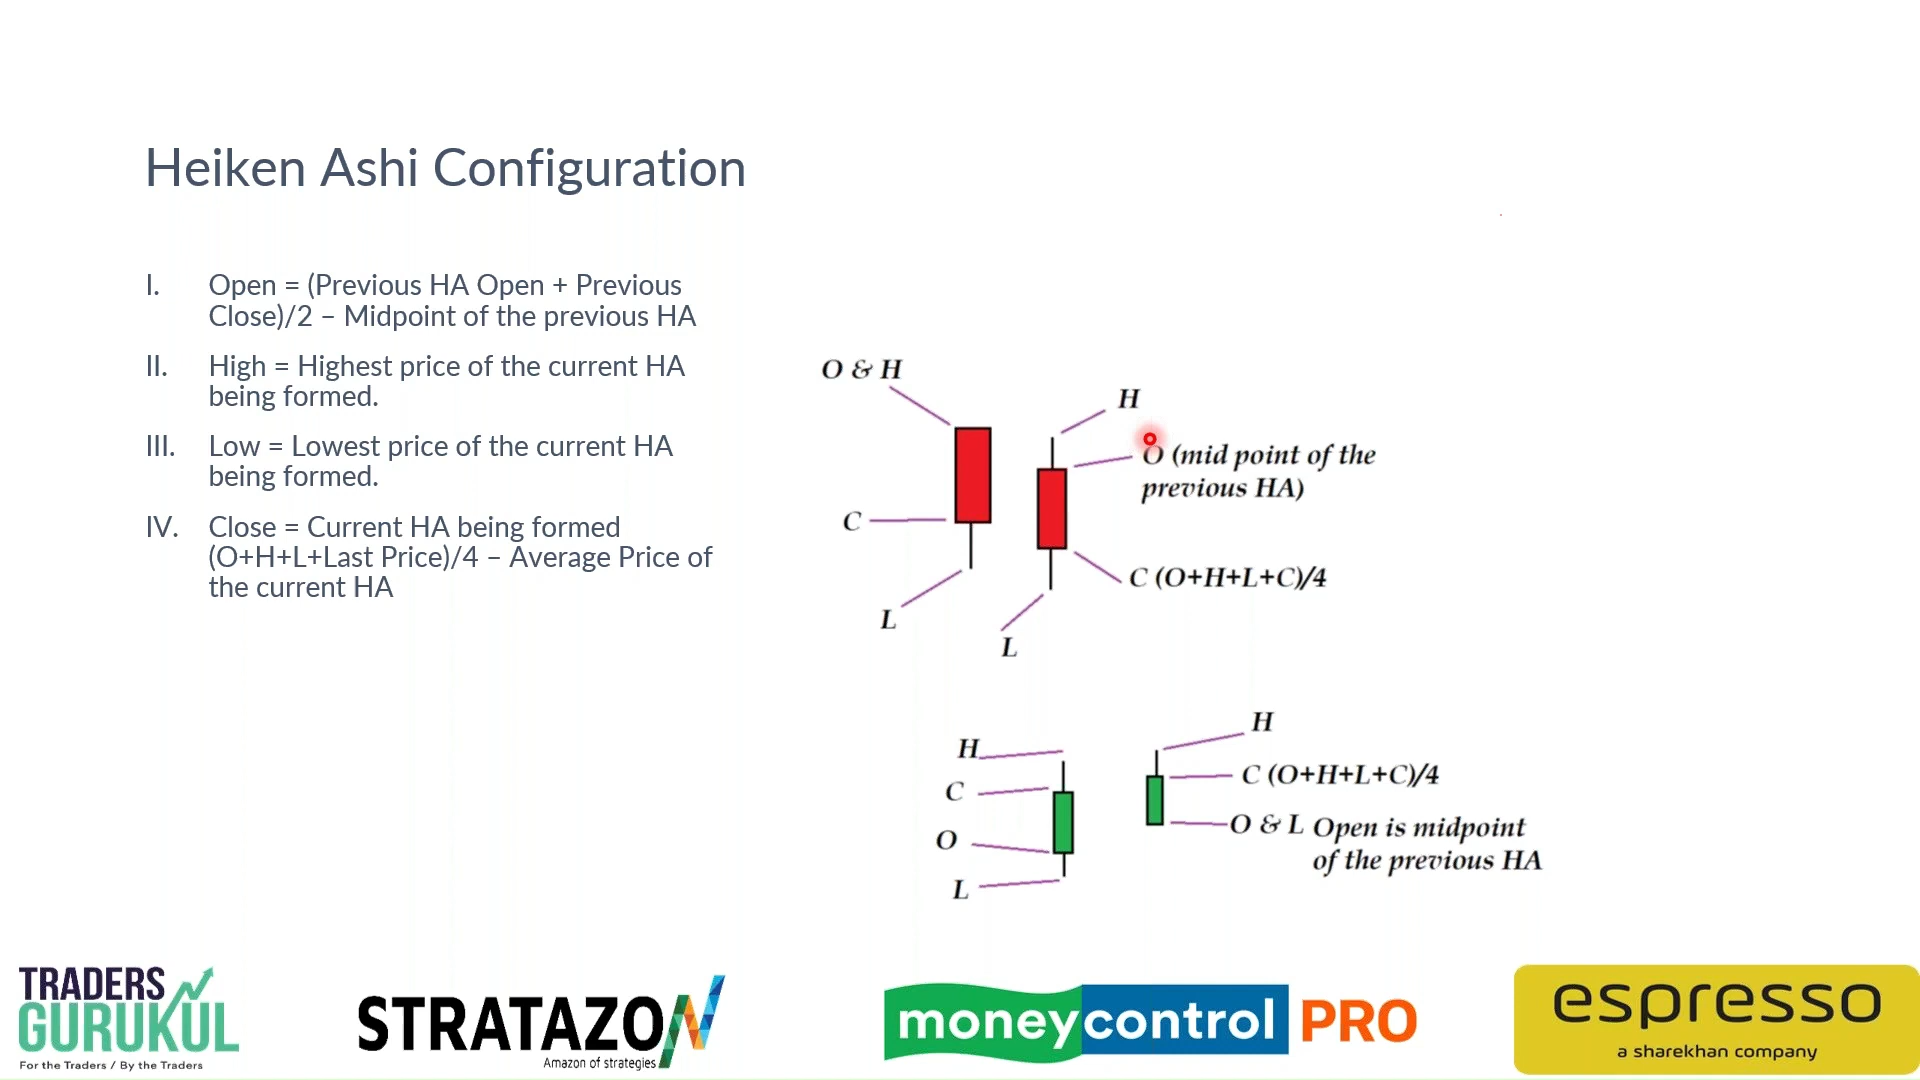 Heiken Ashi Configuration
I. Open = (Previous HA Open + Previous
Close)/2 – Midpoint of the previous HA
II. High = Highest price of the current HA
being formed.
III. Low = Lowest price of the current HA
being formed.
IV. Close = Current HA being formed
(O+H+L+Last Price)/4 – Average Price of
the current HA
O & H
C
L
H
O (mid point of the
previous HA)
C (O+H+L+C)/4
L
H
C
O
L
H
C (O+H+L+C)/4
O & L Open is midpoint
of the previous HA
TRADERS
GURUKUL
For the Traders / By the Traders
STRATAZON
Amazon of strategies
moneycontrol PRO
espresso
a sharekhan company